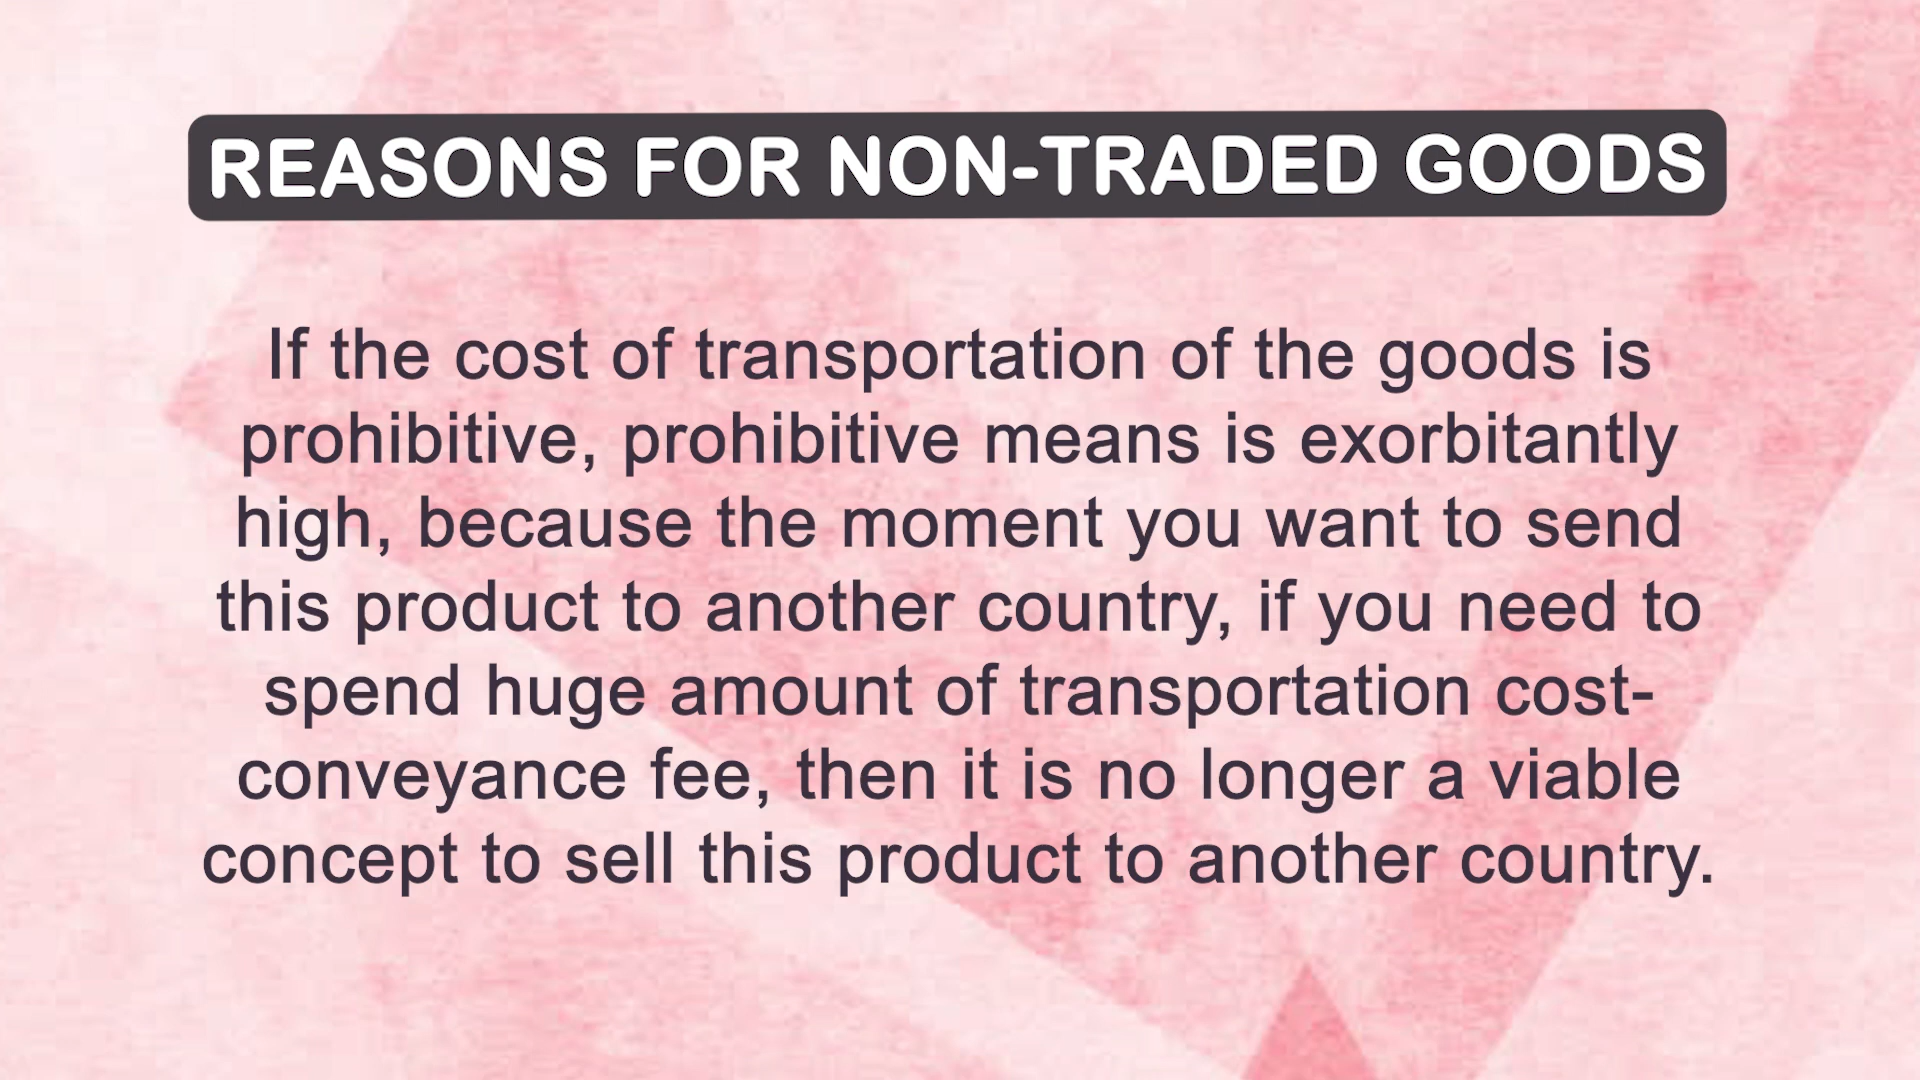 REASONS FOR NON-TRADED GOODS
If the cost of transportation of the goods is
prohibitive, prohibitive means is exorbitantly
high, because the moment you want to send
this product to another country, if you need to
spend huge amount of transportation cost-
conveyance fee, then it is no longer a viable
concept to sell this product to another country.